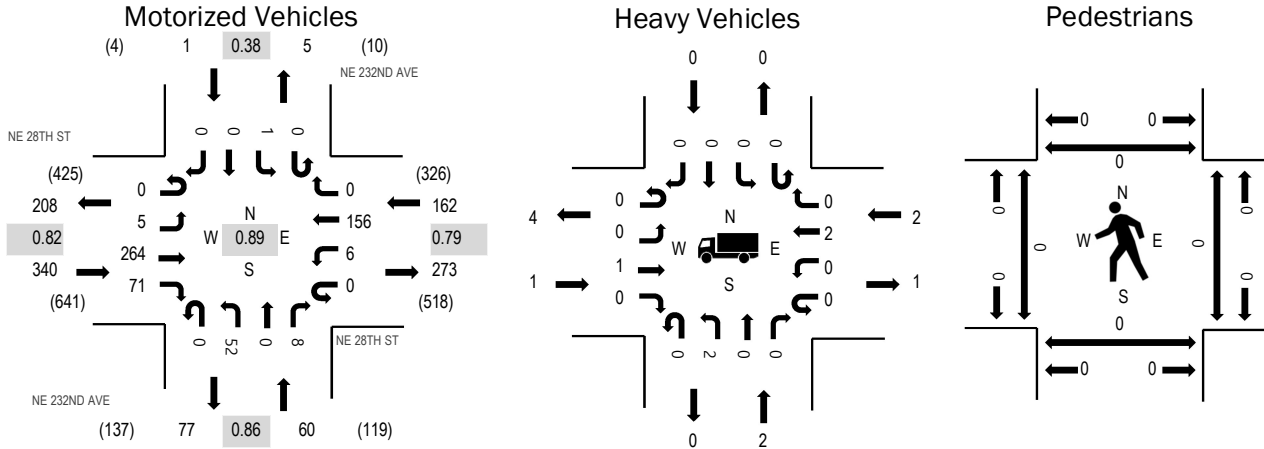 Motorized Vehicles
(4) 1 0.38 5 (10)
NE 232ND AVE
NE 28TH ST
0 0 1 0
(425) (326)
0 0
208 162
5 156
N
0.82 W 0.89 E 0.79
264 6
S
340 273
71 0
(641) (518)
0 52 0 8
NE 28TH ST
NE 232ND AVE
(137) 77 0.86 60 (119)
Heavy Vehicles
0 0
0 0 0 0
0 0
4 2
N
0 2
W E
1 0
S
1 1
0 0
0 2 0 0
0 2
Pedestrians
0 0
0
N
0 0
W E
0 0
S
0 0
0
0 0